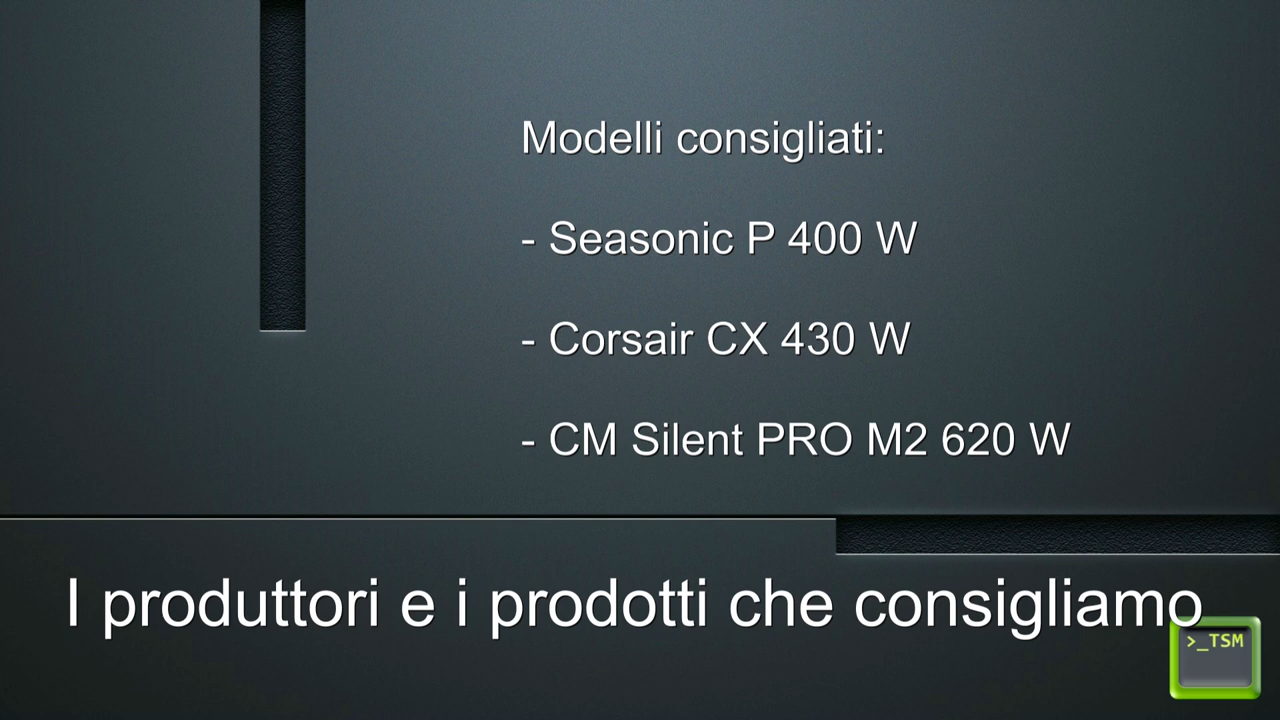 Modelli consigliati:
- Seasonic P 400 W
- Corsair CX 430 W
- CM Silent PRO M2 620 W
I produttori e i prodotti che consigliamo
>_TSM